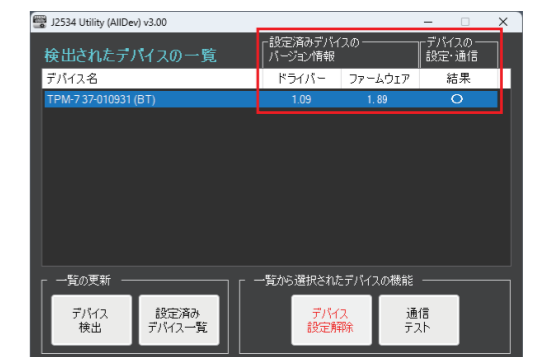 J2534 Utility (AllDev) v3.00
検出されたデバイスの一覧
設定済みデバイスの
バージョン情報
デバイスの
設定・通信
デバイス名 ドライバー ファームウェア 結果
TPM-7 37-010931 (BT) 1.09 1.89 〇
一覧の更新
一覧から選択されたデバイスの機能
デバイス
検出
設定済み
デバイス一覧
デバイス
設定解除
通信
テスト